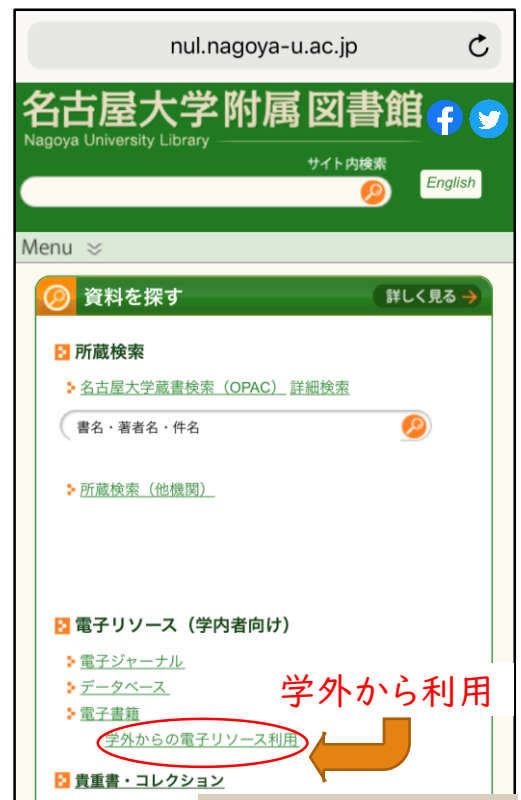 nul.nagoya-u.ac.jp
名古屋大学附属図書館
Nagoya University Library
サイト内検索
English
Menu
資料を探す 詳しく見る
所蔵検索
名古屋大学蔵書検索（OPAC） 詳細検索
書名・著者名・件名
所蔵検索（他機関）
電子リソース（学内者向け）
電子ジャーナル
データベース
電子書籍
学外から利用
学外からの電子リソース利用
貴重書・コレクション